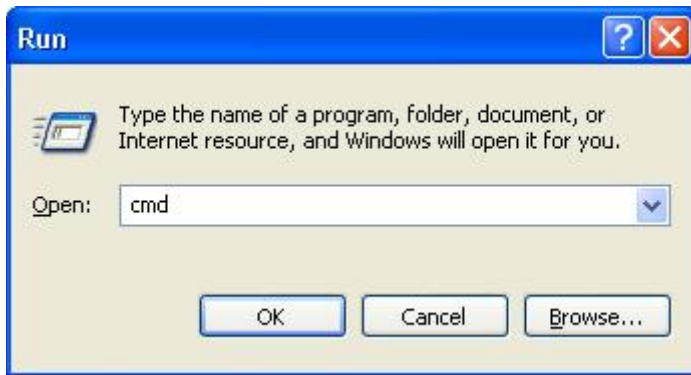 Run
Type the name of a program, folder, document, or
Internet resource, and Windows will open it for you.
Open: cmd
OK Cancel Browse...